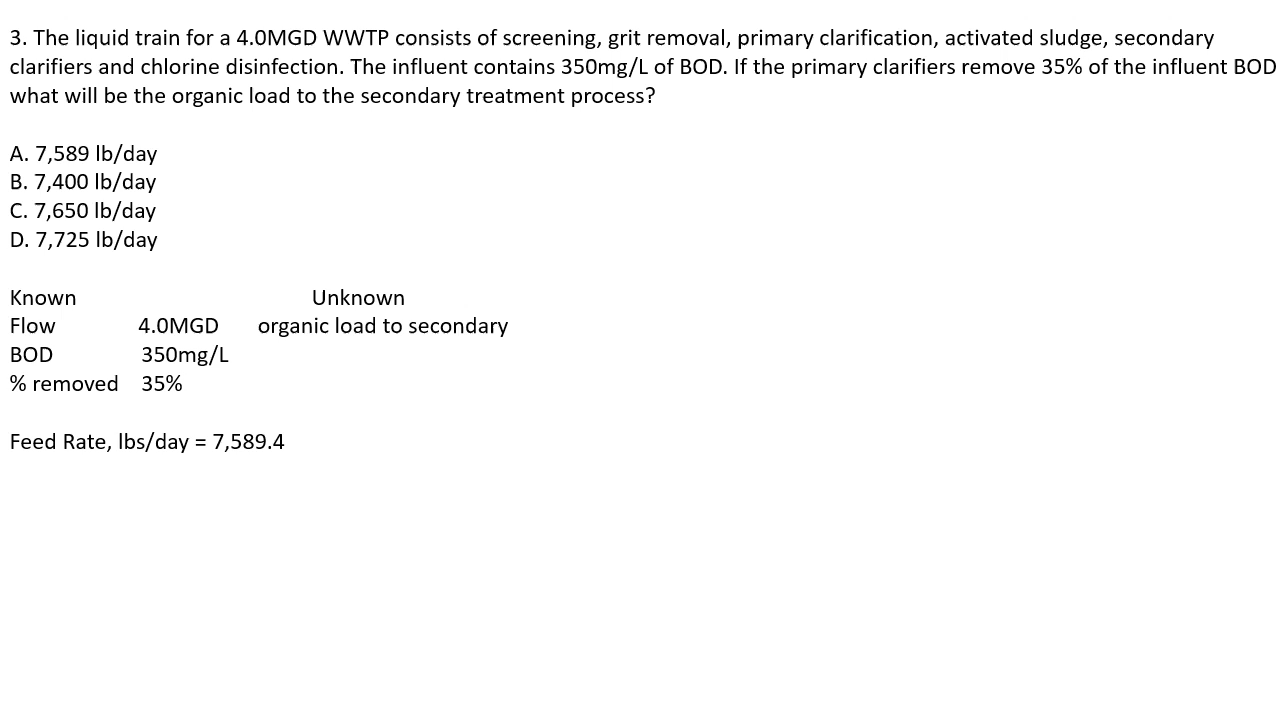 3. The liquid train for a 4.0MGD WWTP consists of screening, grit removal, primary clarification, activated sludge, secondary
clarifiers and chlorine disinfection. The influent contains 350mg/L of BOD. If the primary clarifiers remove 35% of the influent BOD
what will be the organic load to the secondary treatment process?
A. 7,589 lb/day
B. 7,400 lb/day
C. 7,650 lb/day
D. 7,725 lb/day
Known Unknown
Flow 4.0MGD organic load to secondary
BOD 350mg/L
% removed 35%
Feed Rate, lbs/day = 7,589.4